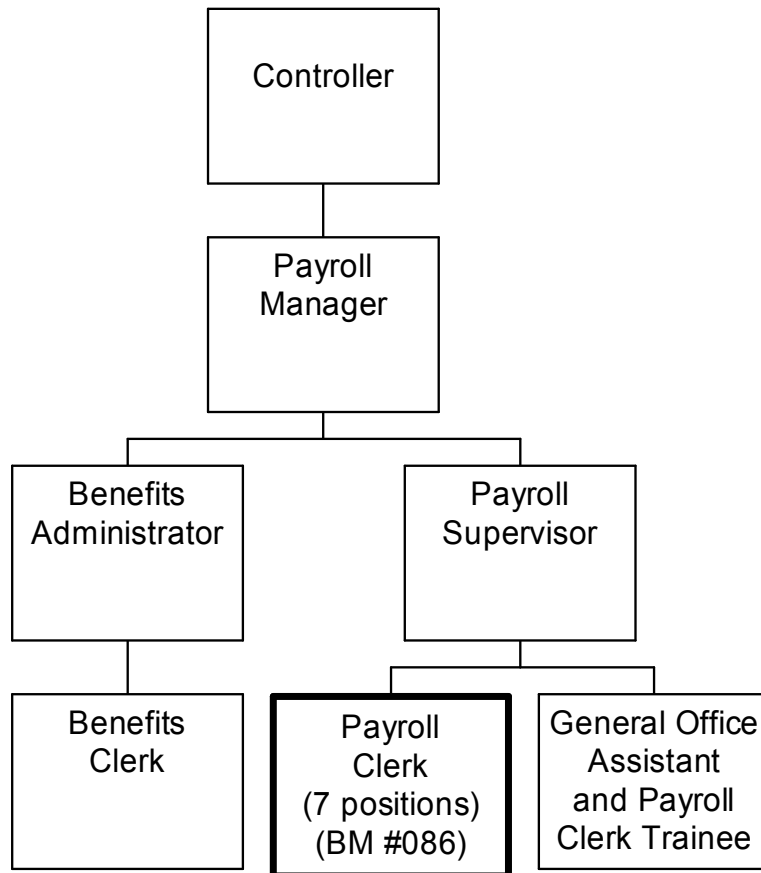 Controller
Payroll
Manager
Benefits
Administrator
Payroll
Supervisor
Benefits
Clerk
Payroll
Clerk
(7 positions)
(BM #086)
General Office
Assistant
and Payroll
Clerk Trainee